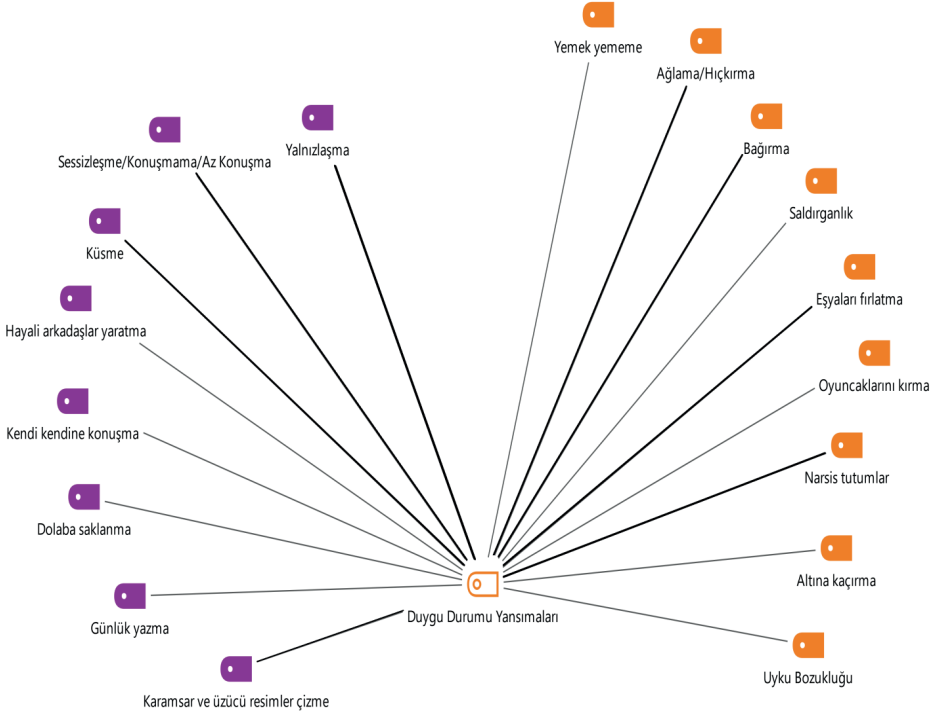 Yemek yememe
Ağlama/Hıçkırma
Bağırma
Yalnızlaşma
Sessizleşme/Konuşmama/Az Konuşma
Saldırganlık
Küsme
Eşyaları fırlatma
Hayali arkadaşlar yaratma
Oyuncaklarını kırma
Kendi kendine konuşma
Narsis tutumlar
Dolaba saklanma
Altına kaçırma
Duygu Durumu Yansımaları
Günlük yazma
Uyku Bozukluğu
Karamsar ve üzücü resimler çizme